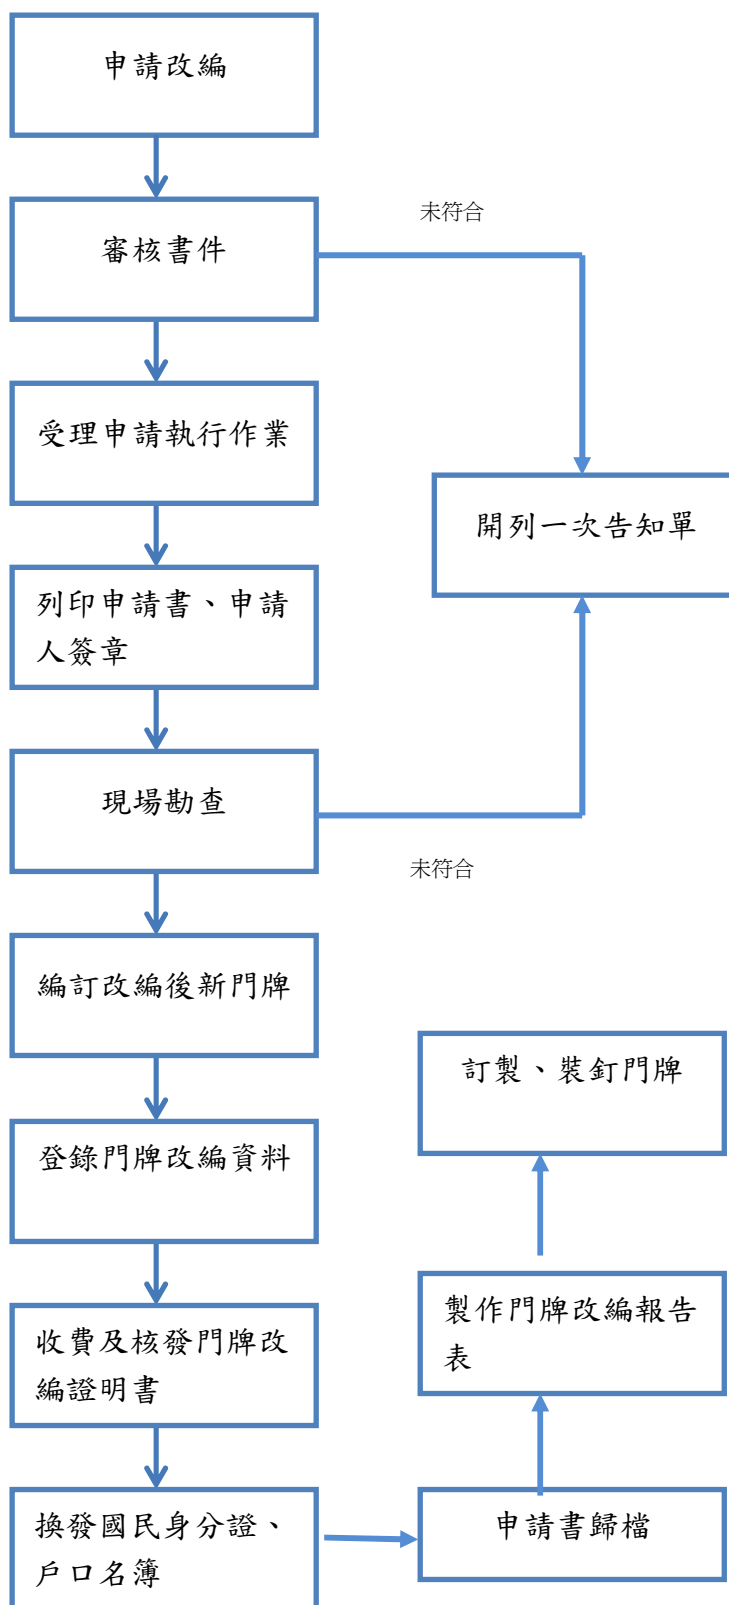 申請改編
未符合
審核書件
受理申請執行作業
開列一次告知單
列印申請書、申請
人簽章
現場勘查
未符合
編訂改編後新門牌
訂製、裝釘門牌
登錄門牌改編資料
製作門牌改編報告
表
收費及核發門牌改
編證明書
申請書歸檔
換發國民身分證、
戶口名簿